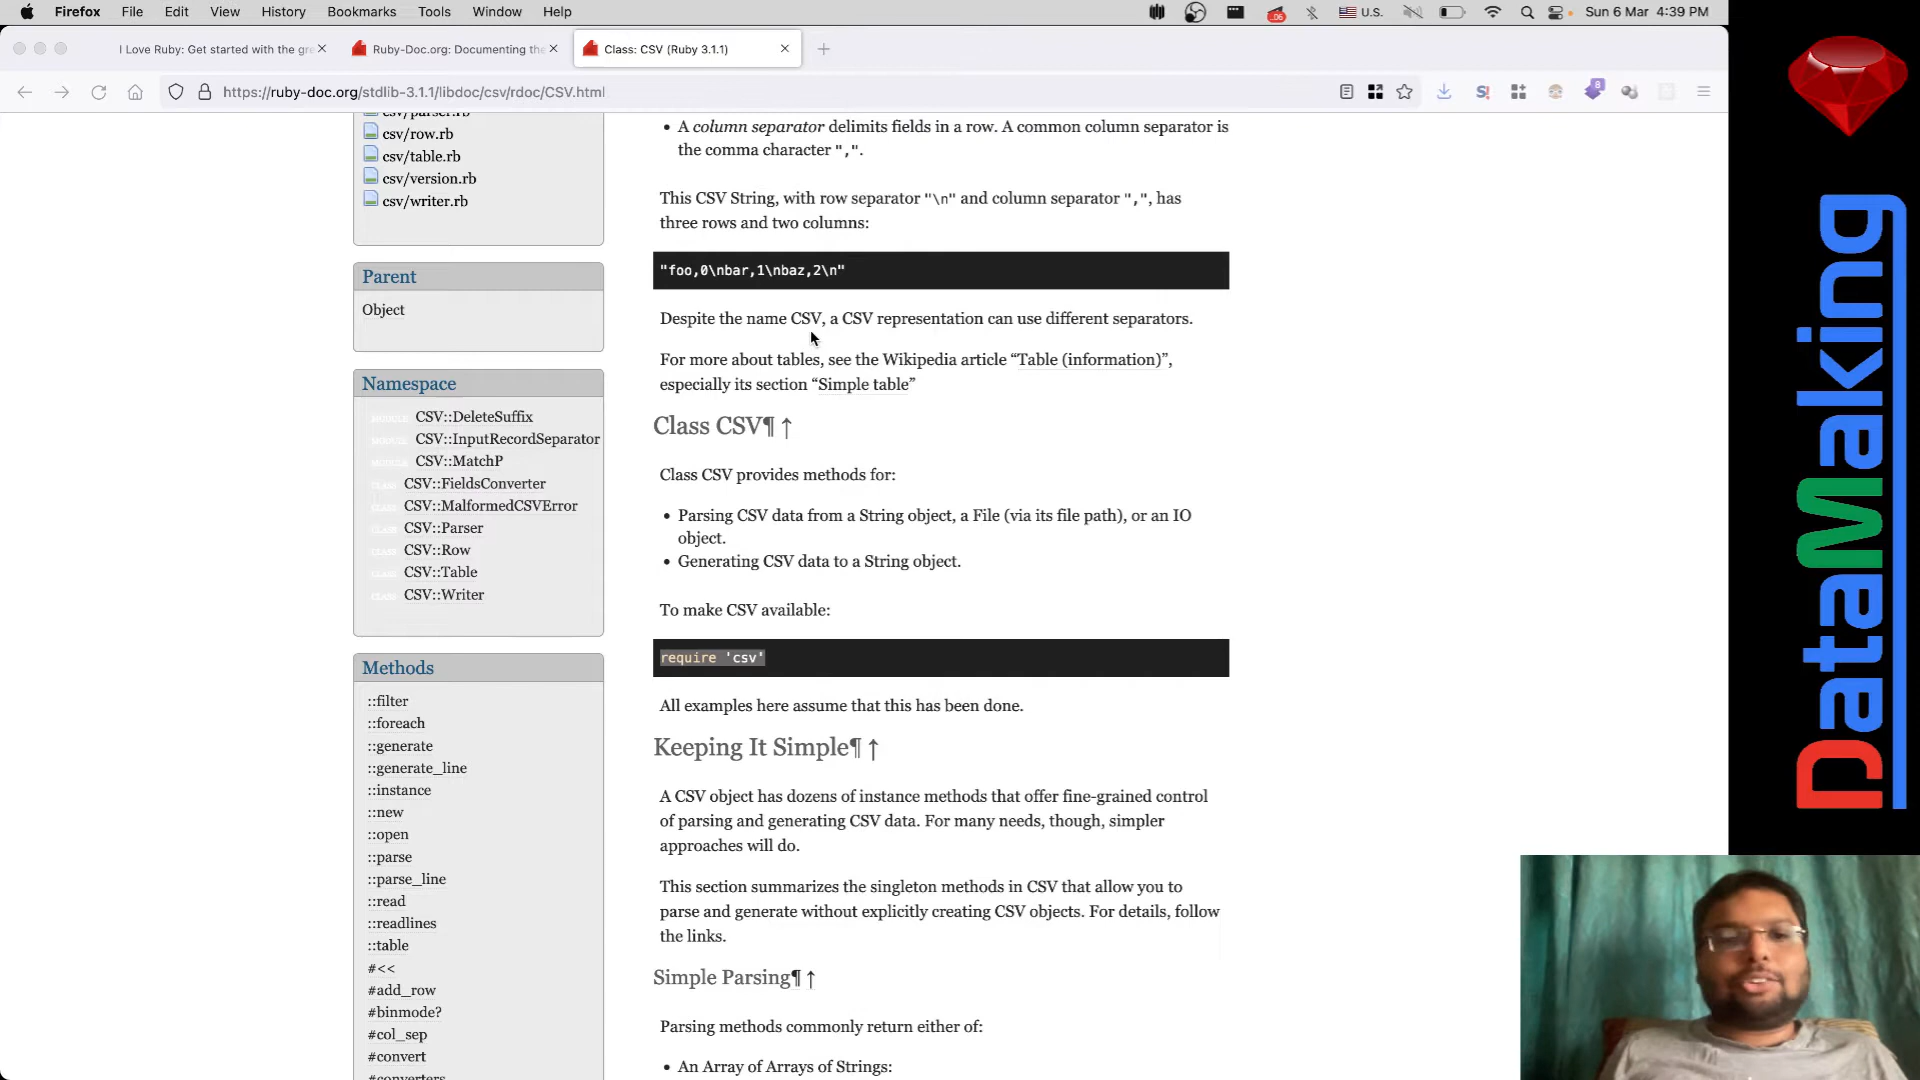 Firefox File Edit View History Bookmarks Tools Window Help
U.S. Sun 6 Mar 4:39 PM
I Love Ruby: Get started with the gre
Ruby-Doc.org: Documenting the
Class: CSV (Ruby 3.1.1)
https://ruby-doc.org/stdlib-3.1.1/libdoc/csv/rdoc/CSV.html
csv/parser.rb
csv/row.rb
csv/table.rb
csv/version.rb
csv/writer.rb
Parent
Object
Namespace
MODULE CSV::DeleteSuffix
MODULE CSV::InputRecordSeparator
MODULE CSV::MatchP
CLASS CSV::FieldsConverter
CLASS CSV::MalformedCSVError
CLASS CSV::Parser
CLASS CSV::Row
CLASS CSV::Table
CLASS CSV::Writer
Methods
::filter
::foreach
::generate
::generate_line
::instance
::new
::open
::parse
::parse_line
::read
::readlines
::table
#<<
#add_row
#binmode?
#col_sep
#convert
#converters
• A column separator delimits fields in a row. A common column separator is
the comma character ",".
This CSV String, with row separator "\n" and column separator ",", has
three rows and two columns:
"foo,0\nbar,1\nbaz,2\n"
Despite the name CSV, a CSV representation can use different separators.
For more about tables, see the Wikipedia article “Table (information)”,
especially its section “Simple table”
Class CSV¶ ↑
Class CSV provides methods for:
• Parsing CSV data from a String object, a File (via its file path), or an IO
object.
• Generating CSV data to a String object.
To make CSV available:
require 'csv'
All examples here assume that this has been done.
Keeping It Simple¶ ↑
A CSV object has dozens of instance methods that offer fine-grained control
of parsing and generating CSV data. For many needs, though, simpler
approaches will do.
This section summarizes the singleton methods in CSV that allow you to
parse and generate without explicitly creating CSV objects. For details, follow
the links.
Simple Parsing¶ ↑
Parsing methods commonly return either of:
• An Array of Arrays of Strings:
DataMaking